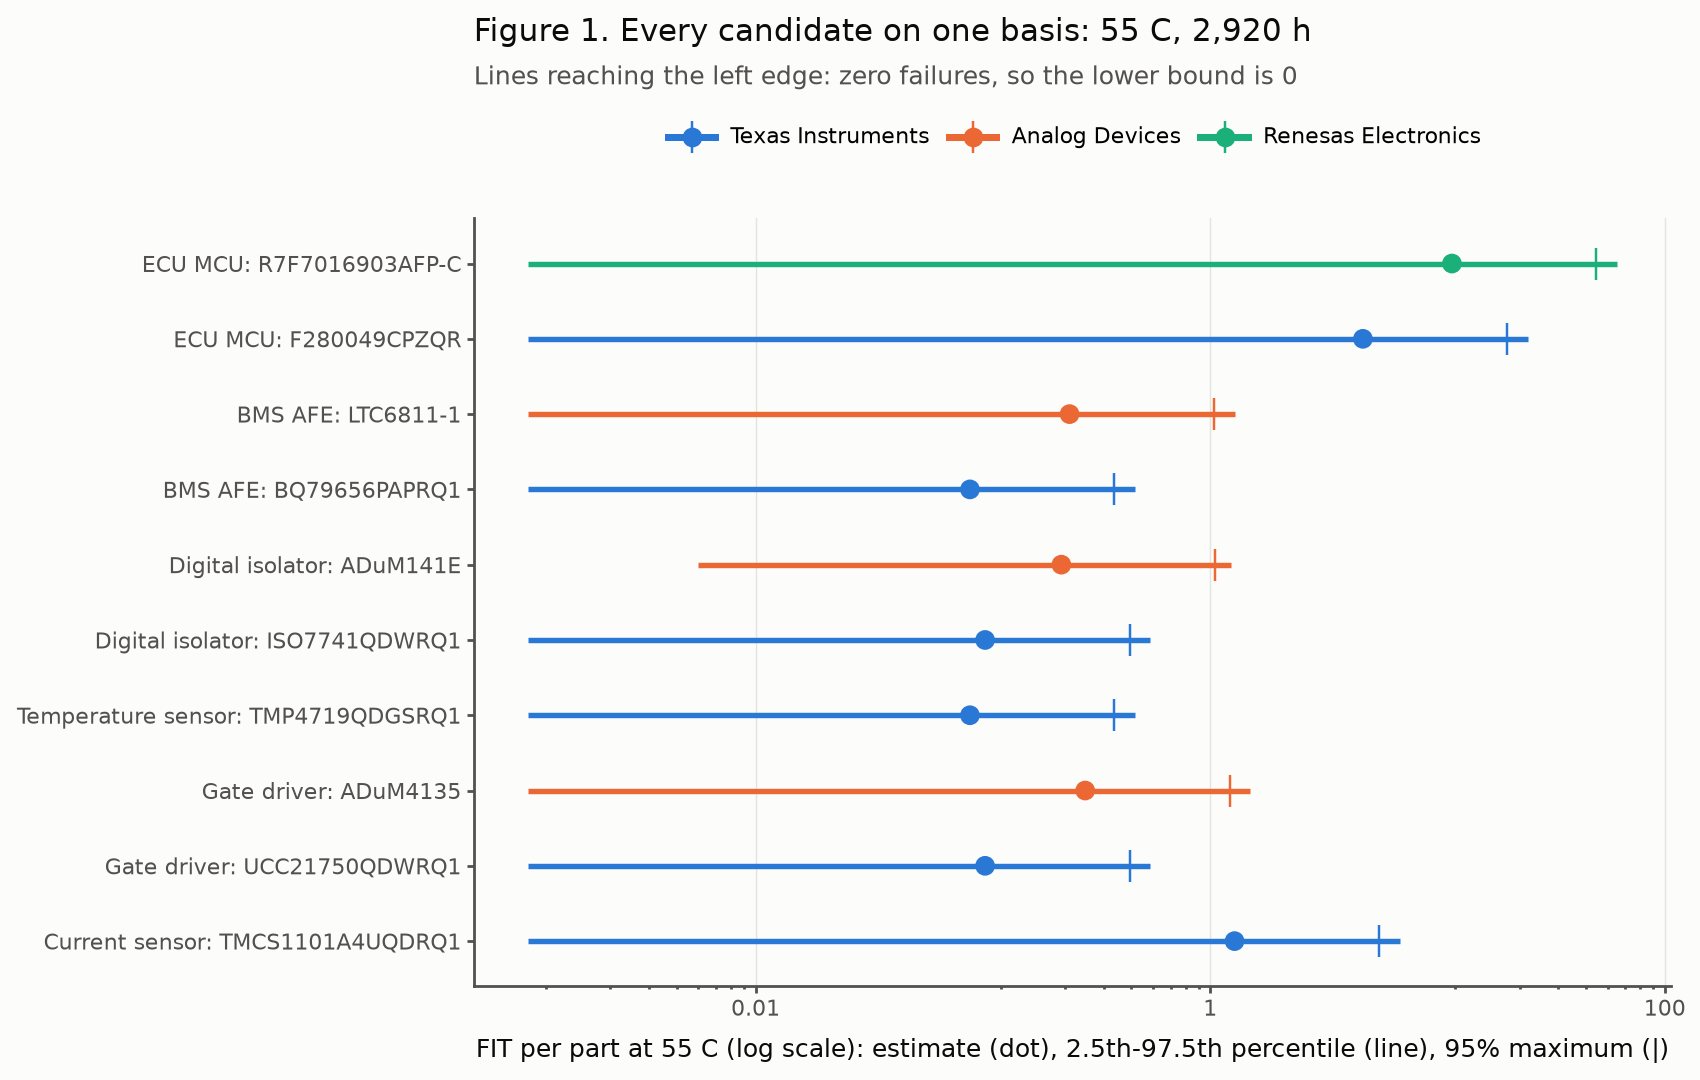 Figure 1. Every candidate on one basis: 55 C, 2,920 h
Lines reaching the left edge: zero failures, so the lower bound is 0
Texas Instruments
Analog Devices
Renesas Electronics
ECU MCU: R7F7016903AFP-C
ECU MCU: F280049CPZQR
BMS AFE: LTC6811-1
BMS AFE: BQ79656PAPRQ1
Digital isolator: ADuM141E
Digital isolator: ISO7741QDWRQ1
Temperature sensor: TMP4719QDGSRQ1
Gate driver: ADuM4135
Gate driver: UCC21750QDWRQ1
Current sensor: TMCS1101A4UQDRQ1
0.01
1
100
FIT per part at 55 C (log scale): estimate (dot), 2.5th-97.5th percentile (line), 95% maximum (|)